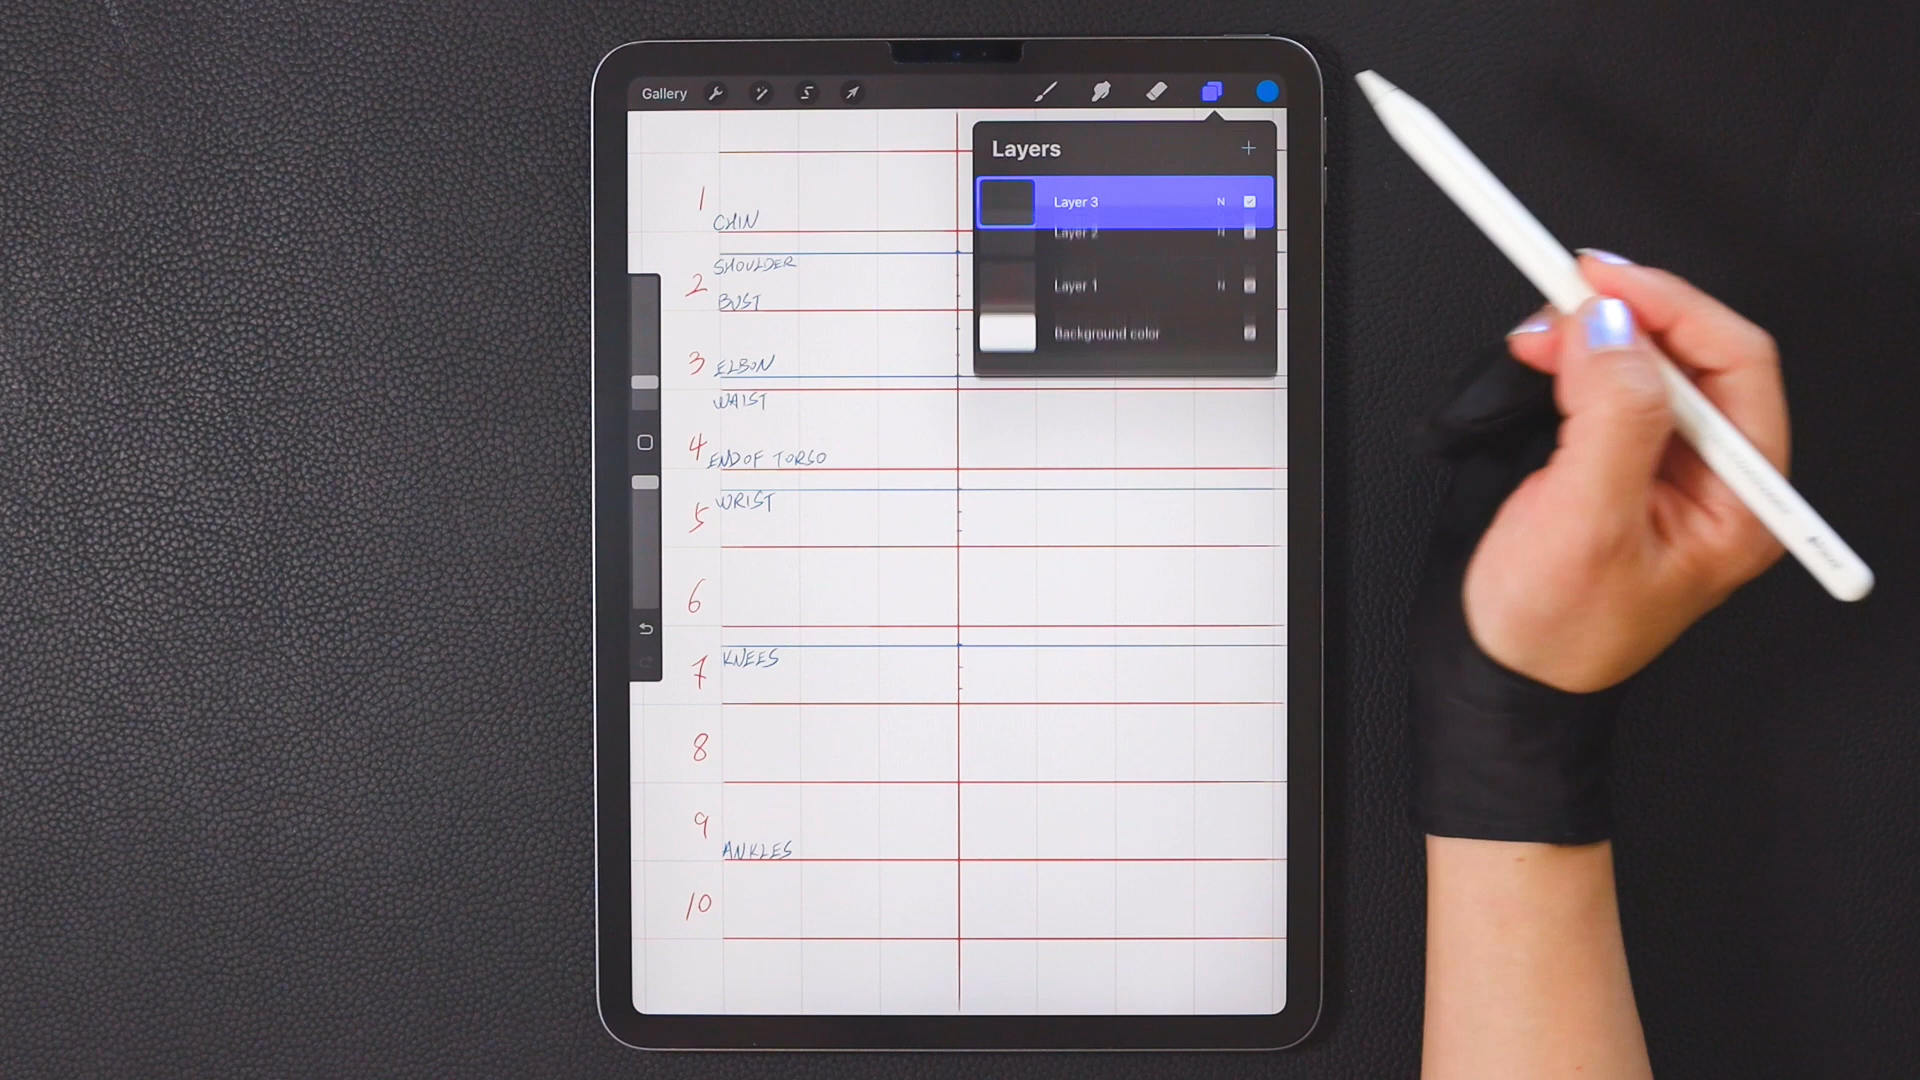 Gallery
Layers
Layer 3 N
Layer 2 N
Layer 1 N
Background color
1
CHIN
SHOULDER
2
BUST
3 ELBOW
WAIST
4
END OF TORSO
WRIST
5
6
KNEES
7
8
9
ANKLES
10